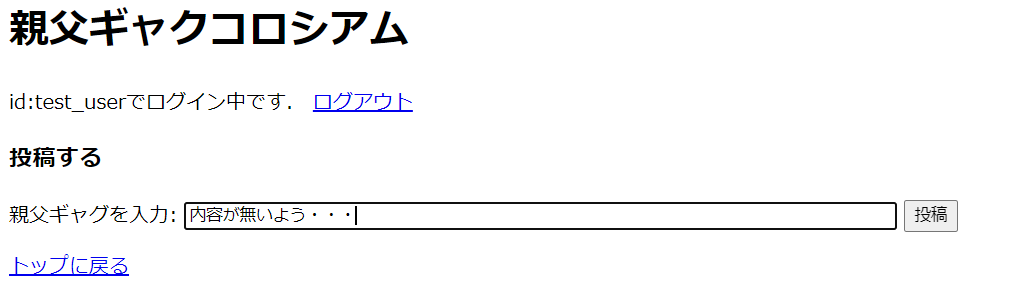 親父ギャクコロシアム
id:test_userでログイン中です. ログアウト
投稿する
親父ギャグを入力: 内容が無いよう・・・ 投稿
トップに戻る